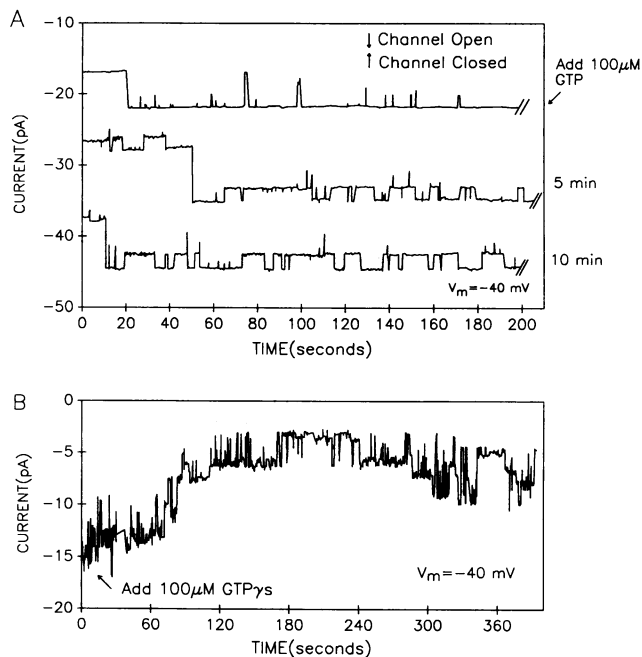 A
↓ Channel Open
↑ Channel Closed
Add 100μM
GTP
5 min
10 min
Vm=−40 mV
CURRENT(pA)
−10
−20
−30
−40
−50
0 20 40 60 80 100 120 140 160 180 200
TIME(seconds)
B
CURRENT(pA)
0
−5
−10
−15
−20
Add 100μM GTPγs
Vm=−40 mV
0 60 120 180 240 300 360
TIME(seconds)